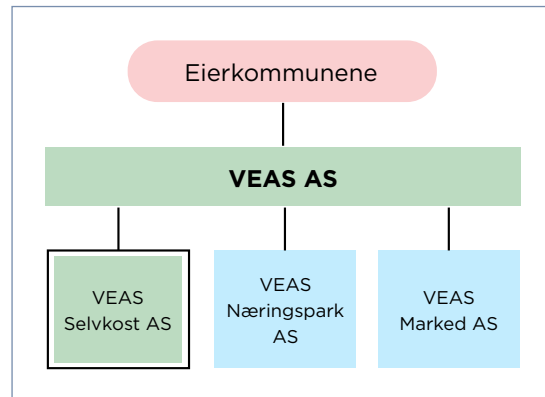 Eierkommunene
VEAS AS
VEAS
Selvkost AS
VEAS
Næringspark
AS
VEAS
Marked AS